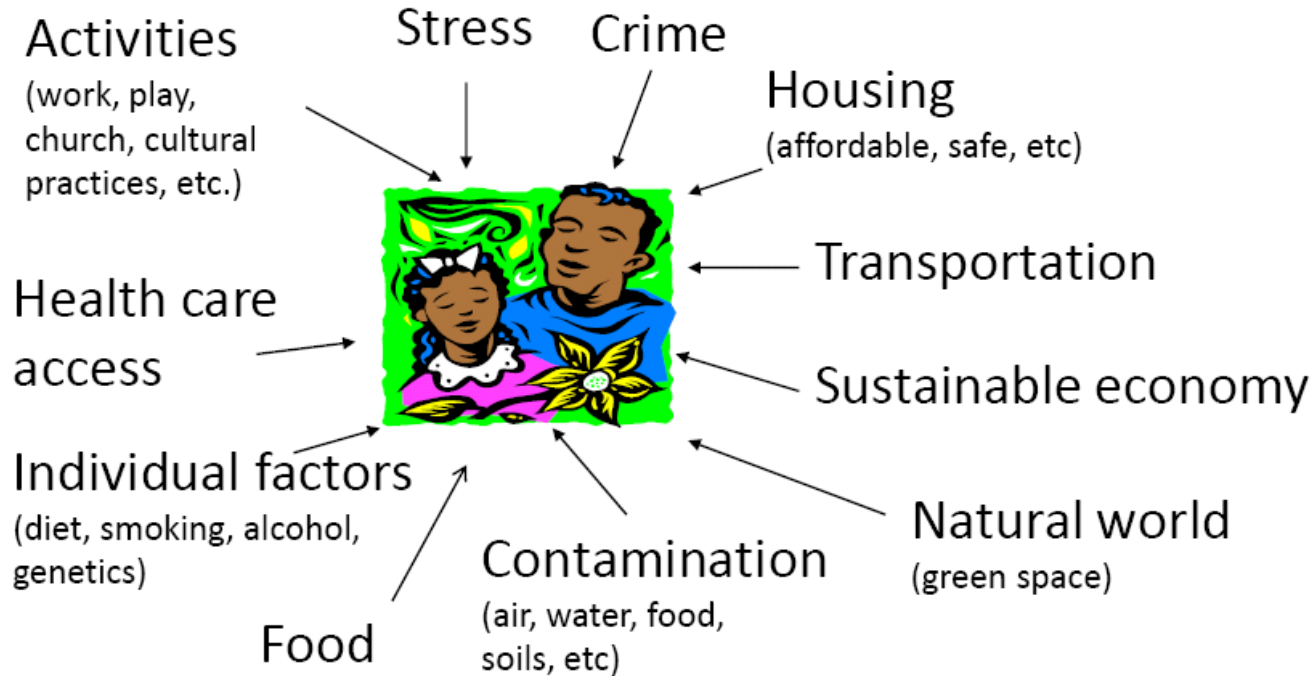 Activities
(work, play,
church, cultural
practices, etc.)
Stress
Crime
Housing
(affordable, safe, etc)
Transportation
Sustainable economy
Natural world
(green space)
Contamination
(air, water, food,
soils, etc)
Food
Individual factors
(diet, smoking, alcohol,
genetics)
Health care
access